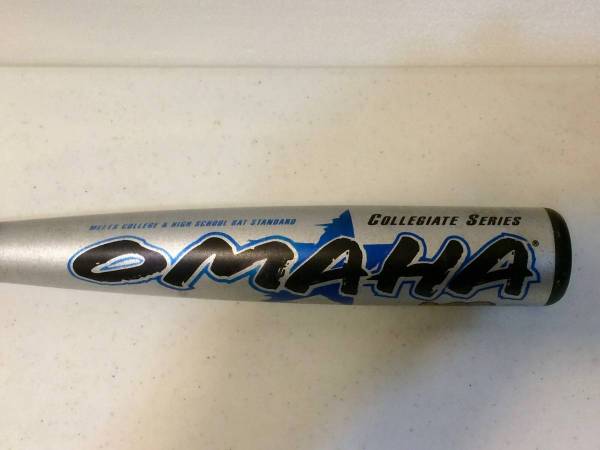 MEETS COLLEGE & HIGH SCHOOL BAT STANDARD
COLLEGIATE SERIES
OMAHA®